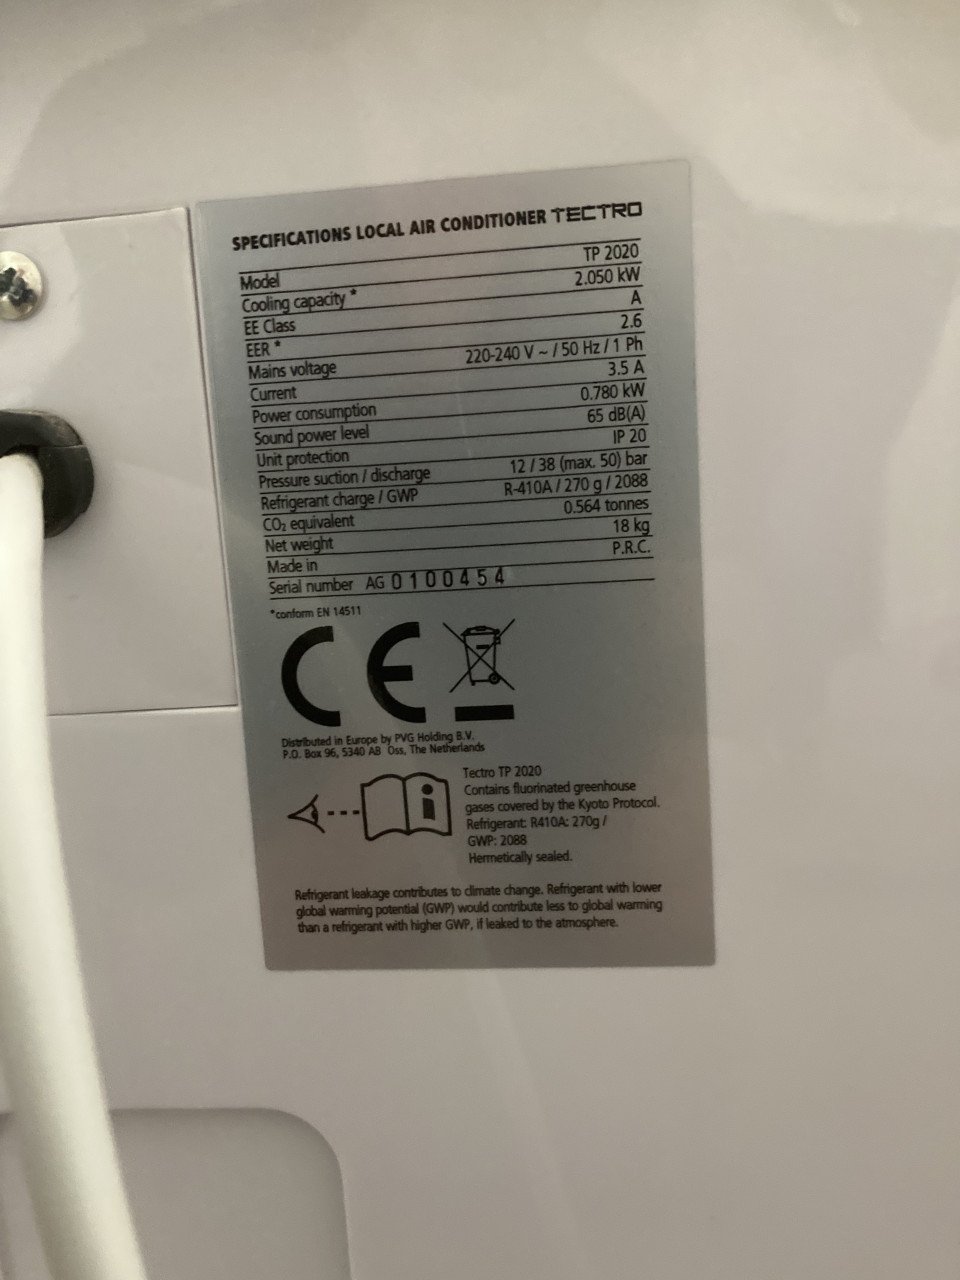 SPECIFICATIONS LOCAL AIR CONDITIONER TECTRO
Model TP 2020
Cooling capacity * 2.050 kW
EE Class A
EER * 2.6
Mains voltage 220-240 V ~ / 50 Hz / 1 Ph
Current 3.5 A
Power consumption 0.780 kW
Sound power level 65 dB(A)
Unit protection IP 20
Pressure suction / discharge 12 / 38 (max. 50) bar
Refrigerant charge / GWP R-410A / 270 g / 2088
CO₂ equivalent 0.564 tonnes
Net weight 18 kg
Made in P.R.C.
Serial number AG 0100454
*conform EN 14511
CE
Distributed in Europe by PVG Holding B.V.
P.O. Box 96, 5340 AB Oss, The Netherlands
Tectro TP 2020
Contains fluorinated greenhouse
gases covered by the Kyoto Protocol.
Refrigerant: R410A: 270g /
GWP: 2088
Hermetically sealed.
Refrigerant leakage contributes to climate change. Refrigerant with lower
global warming potential (GWP) would contribute less to global warming
than a refrigerant with higher GWP, if leaked to the atmosphere.